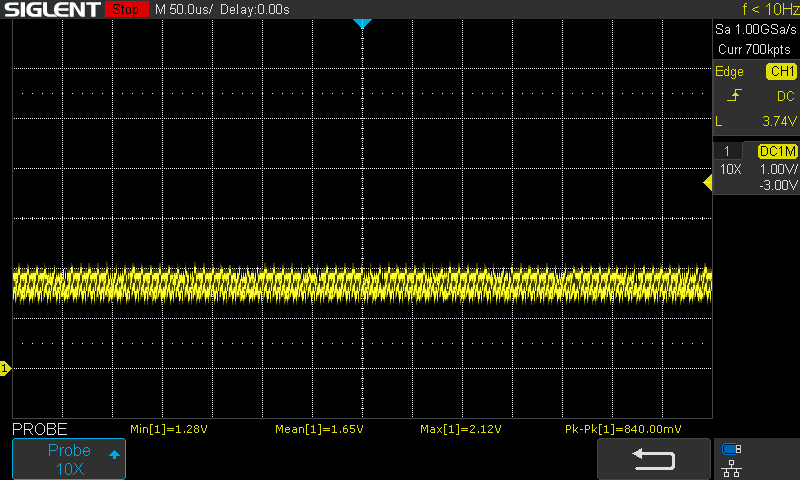 SIGLENT Stop M 50.0us/ Delay:0.00s f < 10Hz
Sa 1.00GSa/s
Curr 700kpts
Edge CH1
DC
L 3.74V
1 DC1M
10X 1.00V/
-3.00V
1
PROBE Min[1]=1.28V Mean[1]=1.65V Max[1]=2.12V Pk-Pk[1]=840.00mV
Probe
10X